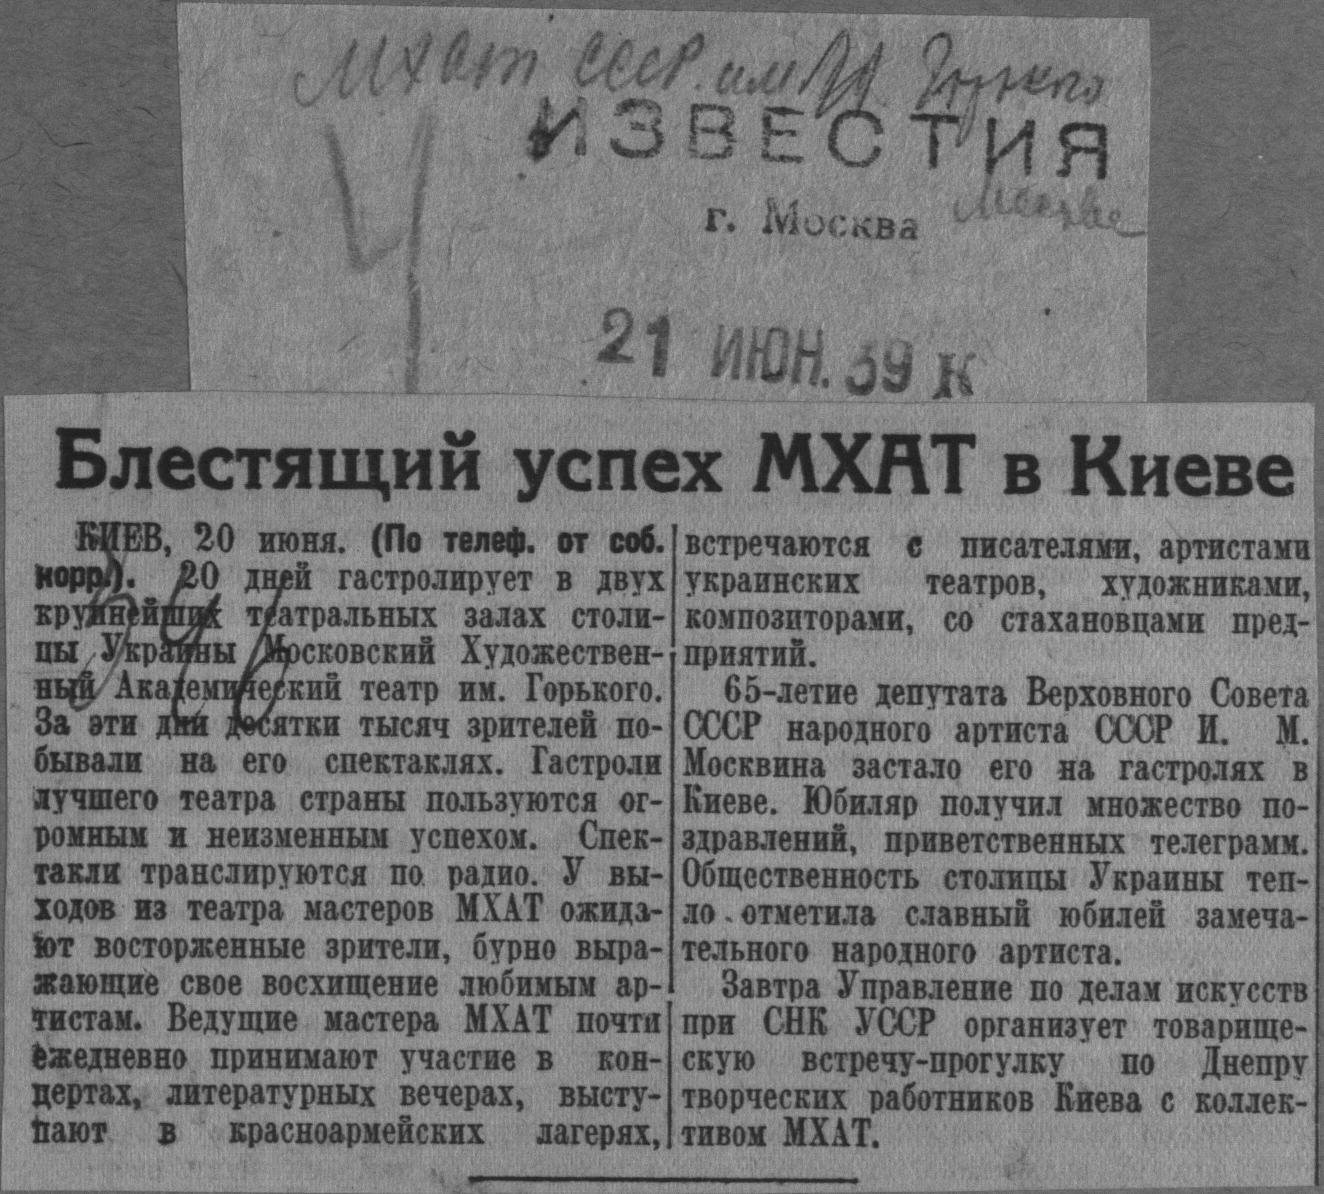 МХАТ СССР им. Горького
ИЗВЕСТИЯ
г. Москва
Москва
21 ИЮН. 39 К
Блестящий успех МХАТ в Киеве
КИЕВ, 20 июня. (По телеф. от соб.
корр.). 20 дней гастролирует в двух
крупнейших театральных залах столи-
цы Украины Московский Художествен-
ный Академический театр им. Горького.
За эти дни десятки тысяч зрителей по-
бывали на его спектаклях. Гастроли
лучшего театра страны пользуются ог-
ромным и неизменным успехом. Спек-
такли транслируются по радио. У вы-
ходов из театра мастеров МХАТ ожида-
ют восторженные зрители, бурно выра-
жающие свое восхищение любимым ар-
тистам. Ведущие мастера МХАТ почти
ежедневно принимают участие в кон-
цертах, литературных вечерах, высту-
пают в красноармейских лагерях,
встречаются с писателями, артистами
украинских театров, художниками,
композиторами, со стахановцами пред-
приятий.
65-летие депутата Верховного Совета
СССР народного артиста СССР И. М.
Москвина застало его на гастролях в
Киеве. Юбиляр получил множество по-
здравлений, приветственных телеграмм.
Общественность столицы Украины теп-
ло отметила славный юбилей замеча-
тельного народного артиста.
Завтра Управление по делам искусств
при СНК УССР организует товарище-
скую встречу-прогулку по Днепру
творческих работников Киева с коллек-
тивом МХАТ.